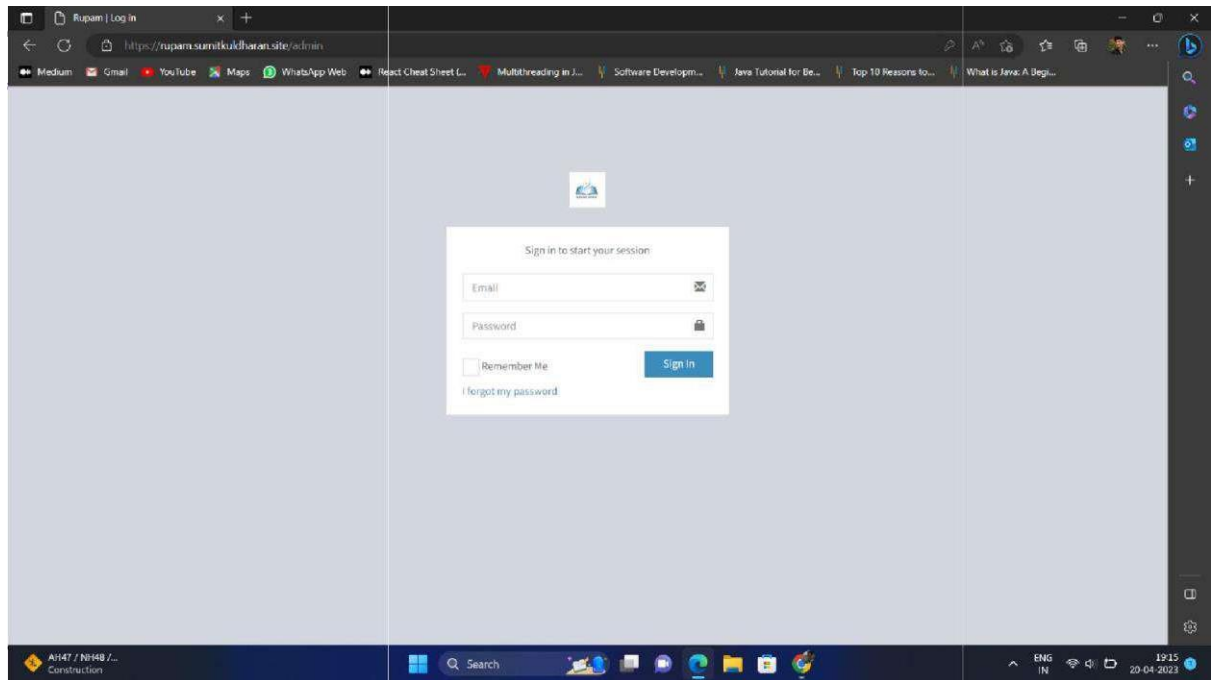 Rupam | Log in
https://rupam.sumitkuldharan.site/admin
Medium Gmail YouTube Maps WhatsApp Web React Cheat Sheet (... Multithreading in J... Software Developm... Java Tutorial for Be... Top 10 Reasons to... What is Java: A Begi...
Sign in to start your session
Email
Password
Remember Me
Sign In
I forgot my password
AH47 / NH48 /...
Construction
Search
ENG
IN
19:15
20-04-2023